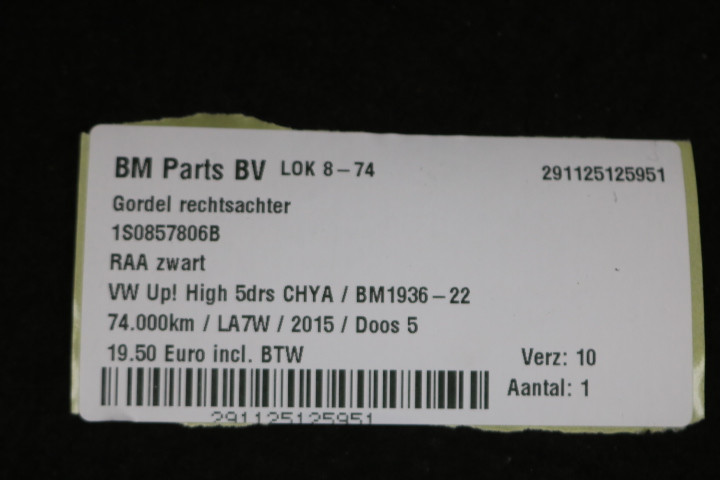 BM Parts BV LOK 8-74 291125125951
Gordel rechtsachter
1S0857806B
RAA zwart
VW Up! High 5drs CHYA / BM1936-22
74.000km / LA7W / 2015 / Doos 5
19.50 Euro incl. BTW Verz: 10
Aantal: 1
291125125951